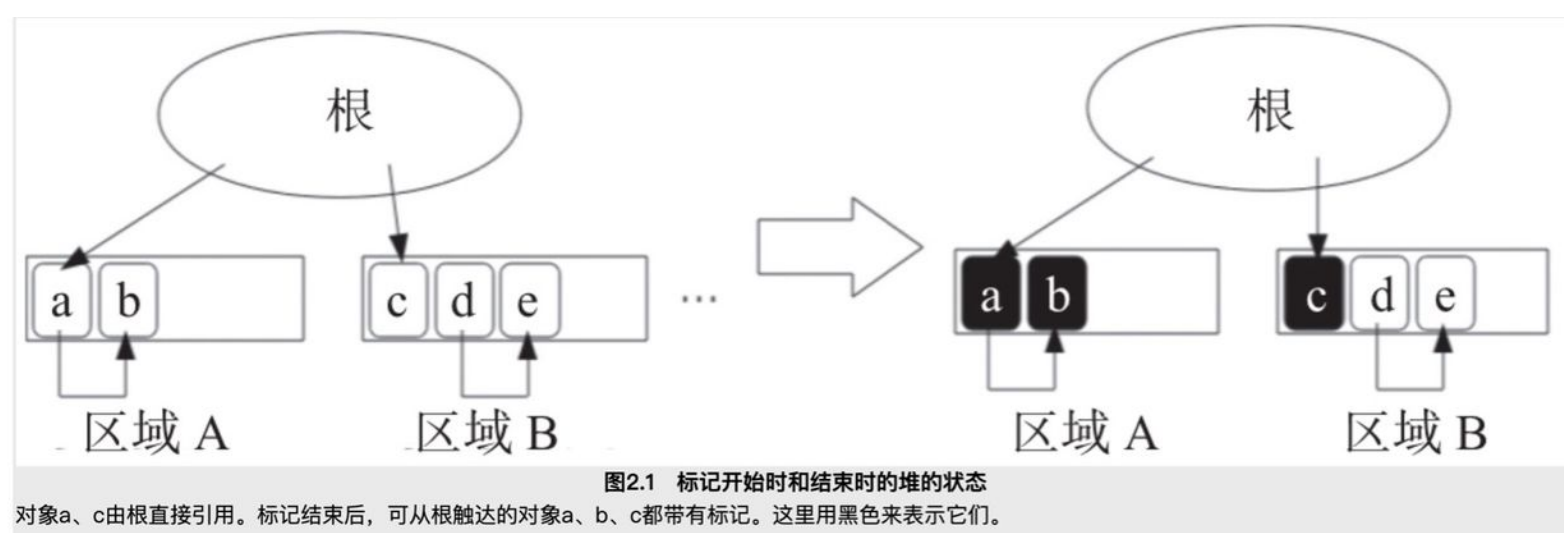 根
根
a b
c d e
…
a b
c d e
区域 A
区域 B
区域 A
区域 B
图2.1 标记开始时和结束时的堆的状态
对象a、c由根直接引用。标记结束后，可从根触达的对象a、b、c都带有标记。这里用黑色来表示它们。